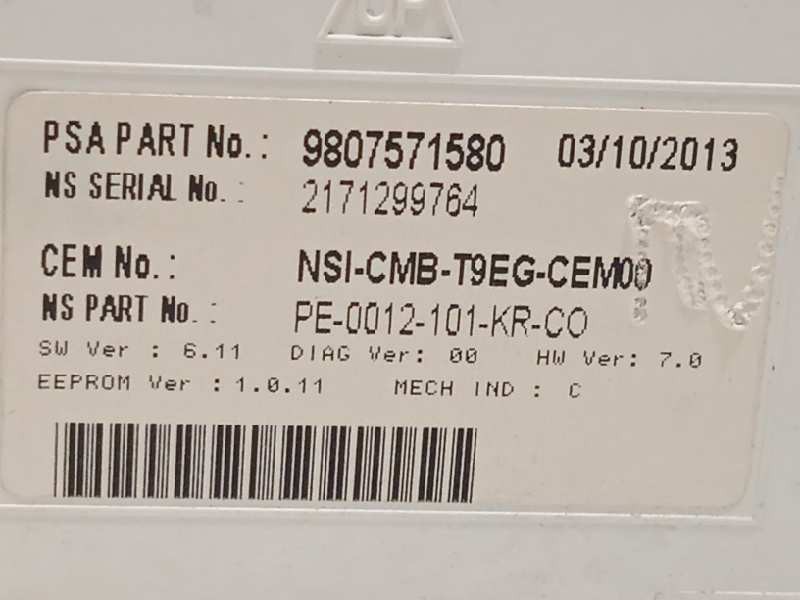 UP
PSA PART No.: 9807571580 03/10/2013
NS SERIAL No. : 2171299764
CEM No.: NSI-CMB-T9EG-CEM00
NS PART No. : PE-0012-101-KR-CO
SW Ver : 6.11 DIAG Ver: 00 HW Ver: 7.0
EEPROM Ver : 1.0.11 MECH IND : C